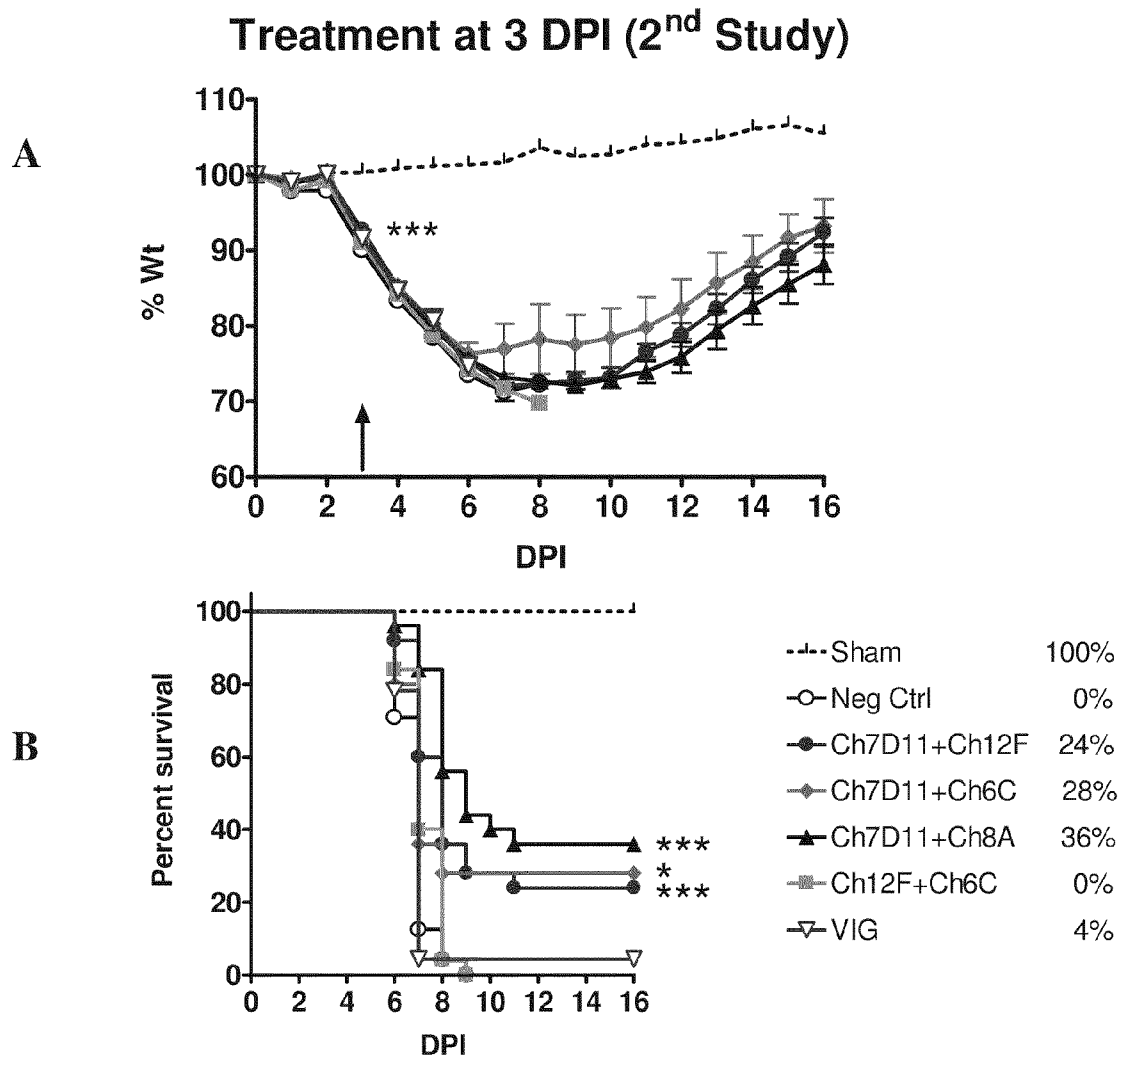 Treatment at 3 DPI (2nd Study)
A
110
100
90
80
70
60
% Wt
***
0 2 4 6 8 10 12 14 16
DPI
B
100
80
60
40
20
0
Percent survival
***
*
***
0 2 4 6 8 10 12 14 16
DPI
Sham 100%
Neg Ctrl 0%
Ch7D11+Ch12F 24%
Ch7D11+Ch6C 28%
Ch7D11+Ch8A 36%
Ch12F+Ch6C 0%
VIG 4%